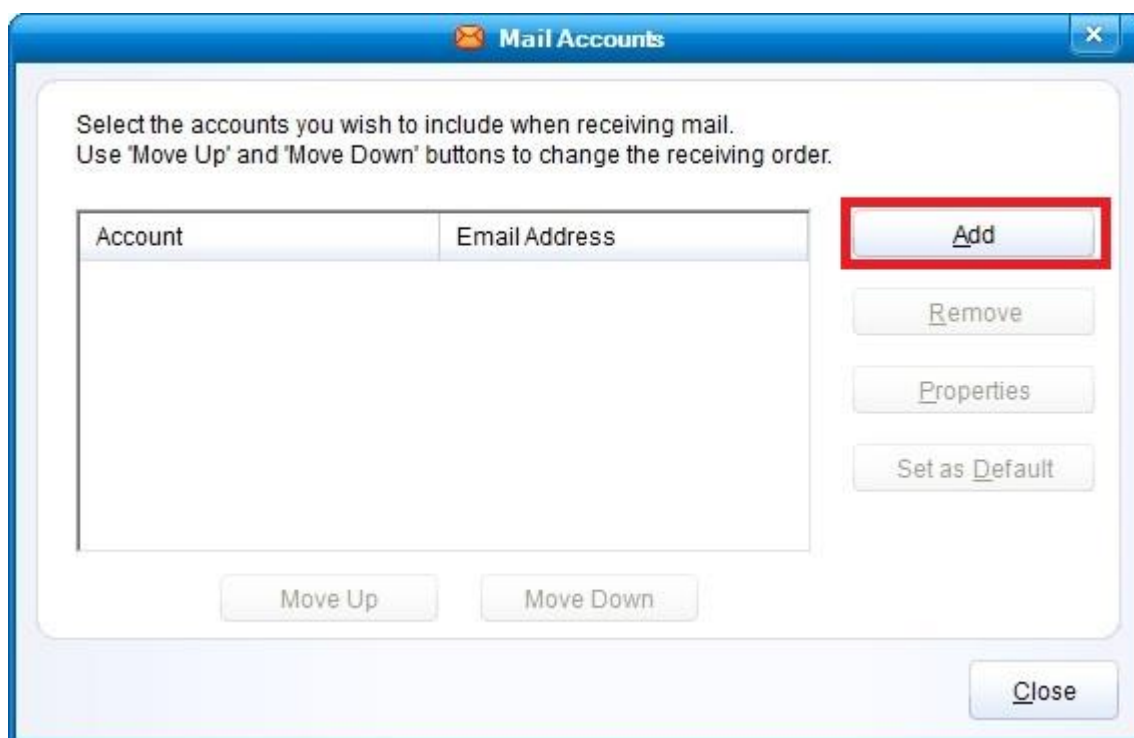 Mail Accounts
Select the accounts you wish to include when receiving mail.
Use 'Move Up' and 'Move Down' buttons to change the receiving order.
Account Email Address
Add
Remove
Properties
Set as Default
Move Up Move Down
Close